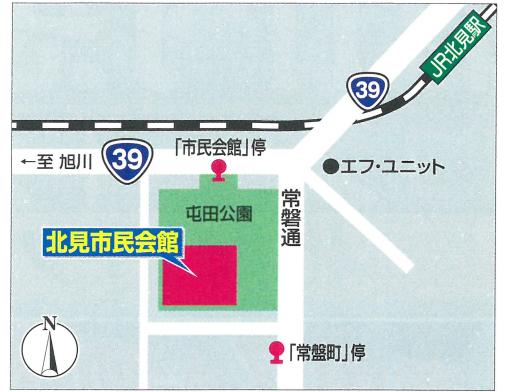 JR北見駅
39
「市民会館」停
←至 旭川
39
●エフ・ユニット
屯田公園
常磐通
北見市民会館
「常盤町」停
N